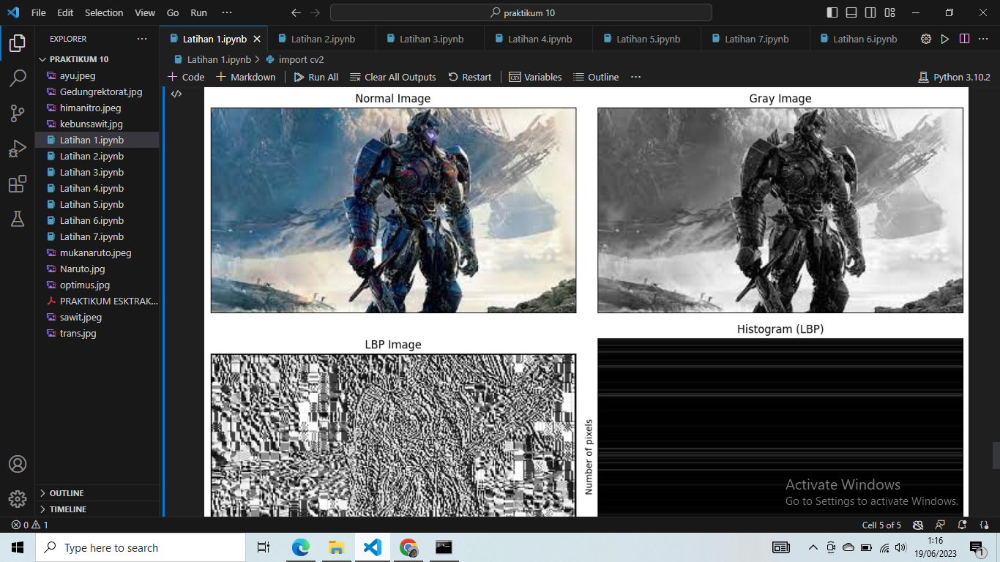 File Edit Selection View Go Run ···
praktikum 10
EXPLORER ···
PRAKTIKUM 10
ayu.jpeg
Gedungrektorat.jpg
himanitro.jpeg
kebunsawit.jpg
Latihan 1.ipynb
Latihan 2.ipynb
Latihan 3.ipynb
Latihan 4.ipynb
Latihan 5.ipynb
Latihan 6.ipynb
Latihan 7.ipynb
mukanaruto.jpeg
Naruto.jpg
optimus.jpg
PRAKTIKUM ESKTRAK...
sawit.jpeg
trans.jpg
OUTLINE
TIMELINE
Latihan 1.ipynb Latihan 2.ipynb Latihan 3.ipynb Latihan 4.ipynb Latihan 5.ipynb Latihan 7.ipynb Latihan 6.ipynb ···
Latihan 1.ipynb > import cv2
+ Code + Markdown Run All Clear All Outputs Restart Variables Outline ··· Python 3.10.2
Normal Image
Gray Image
LBP Image
Histogram (LBP)
Number of pixels
Activate Windows
Go to Settings to activate Windows.
0 1
Cell 5 of 5
Type here to search
1:16
19/06/2023
1